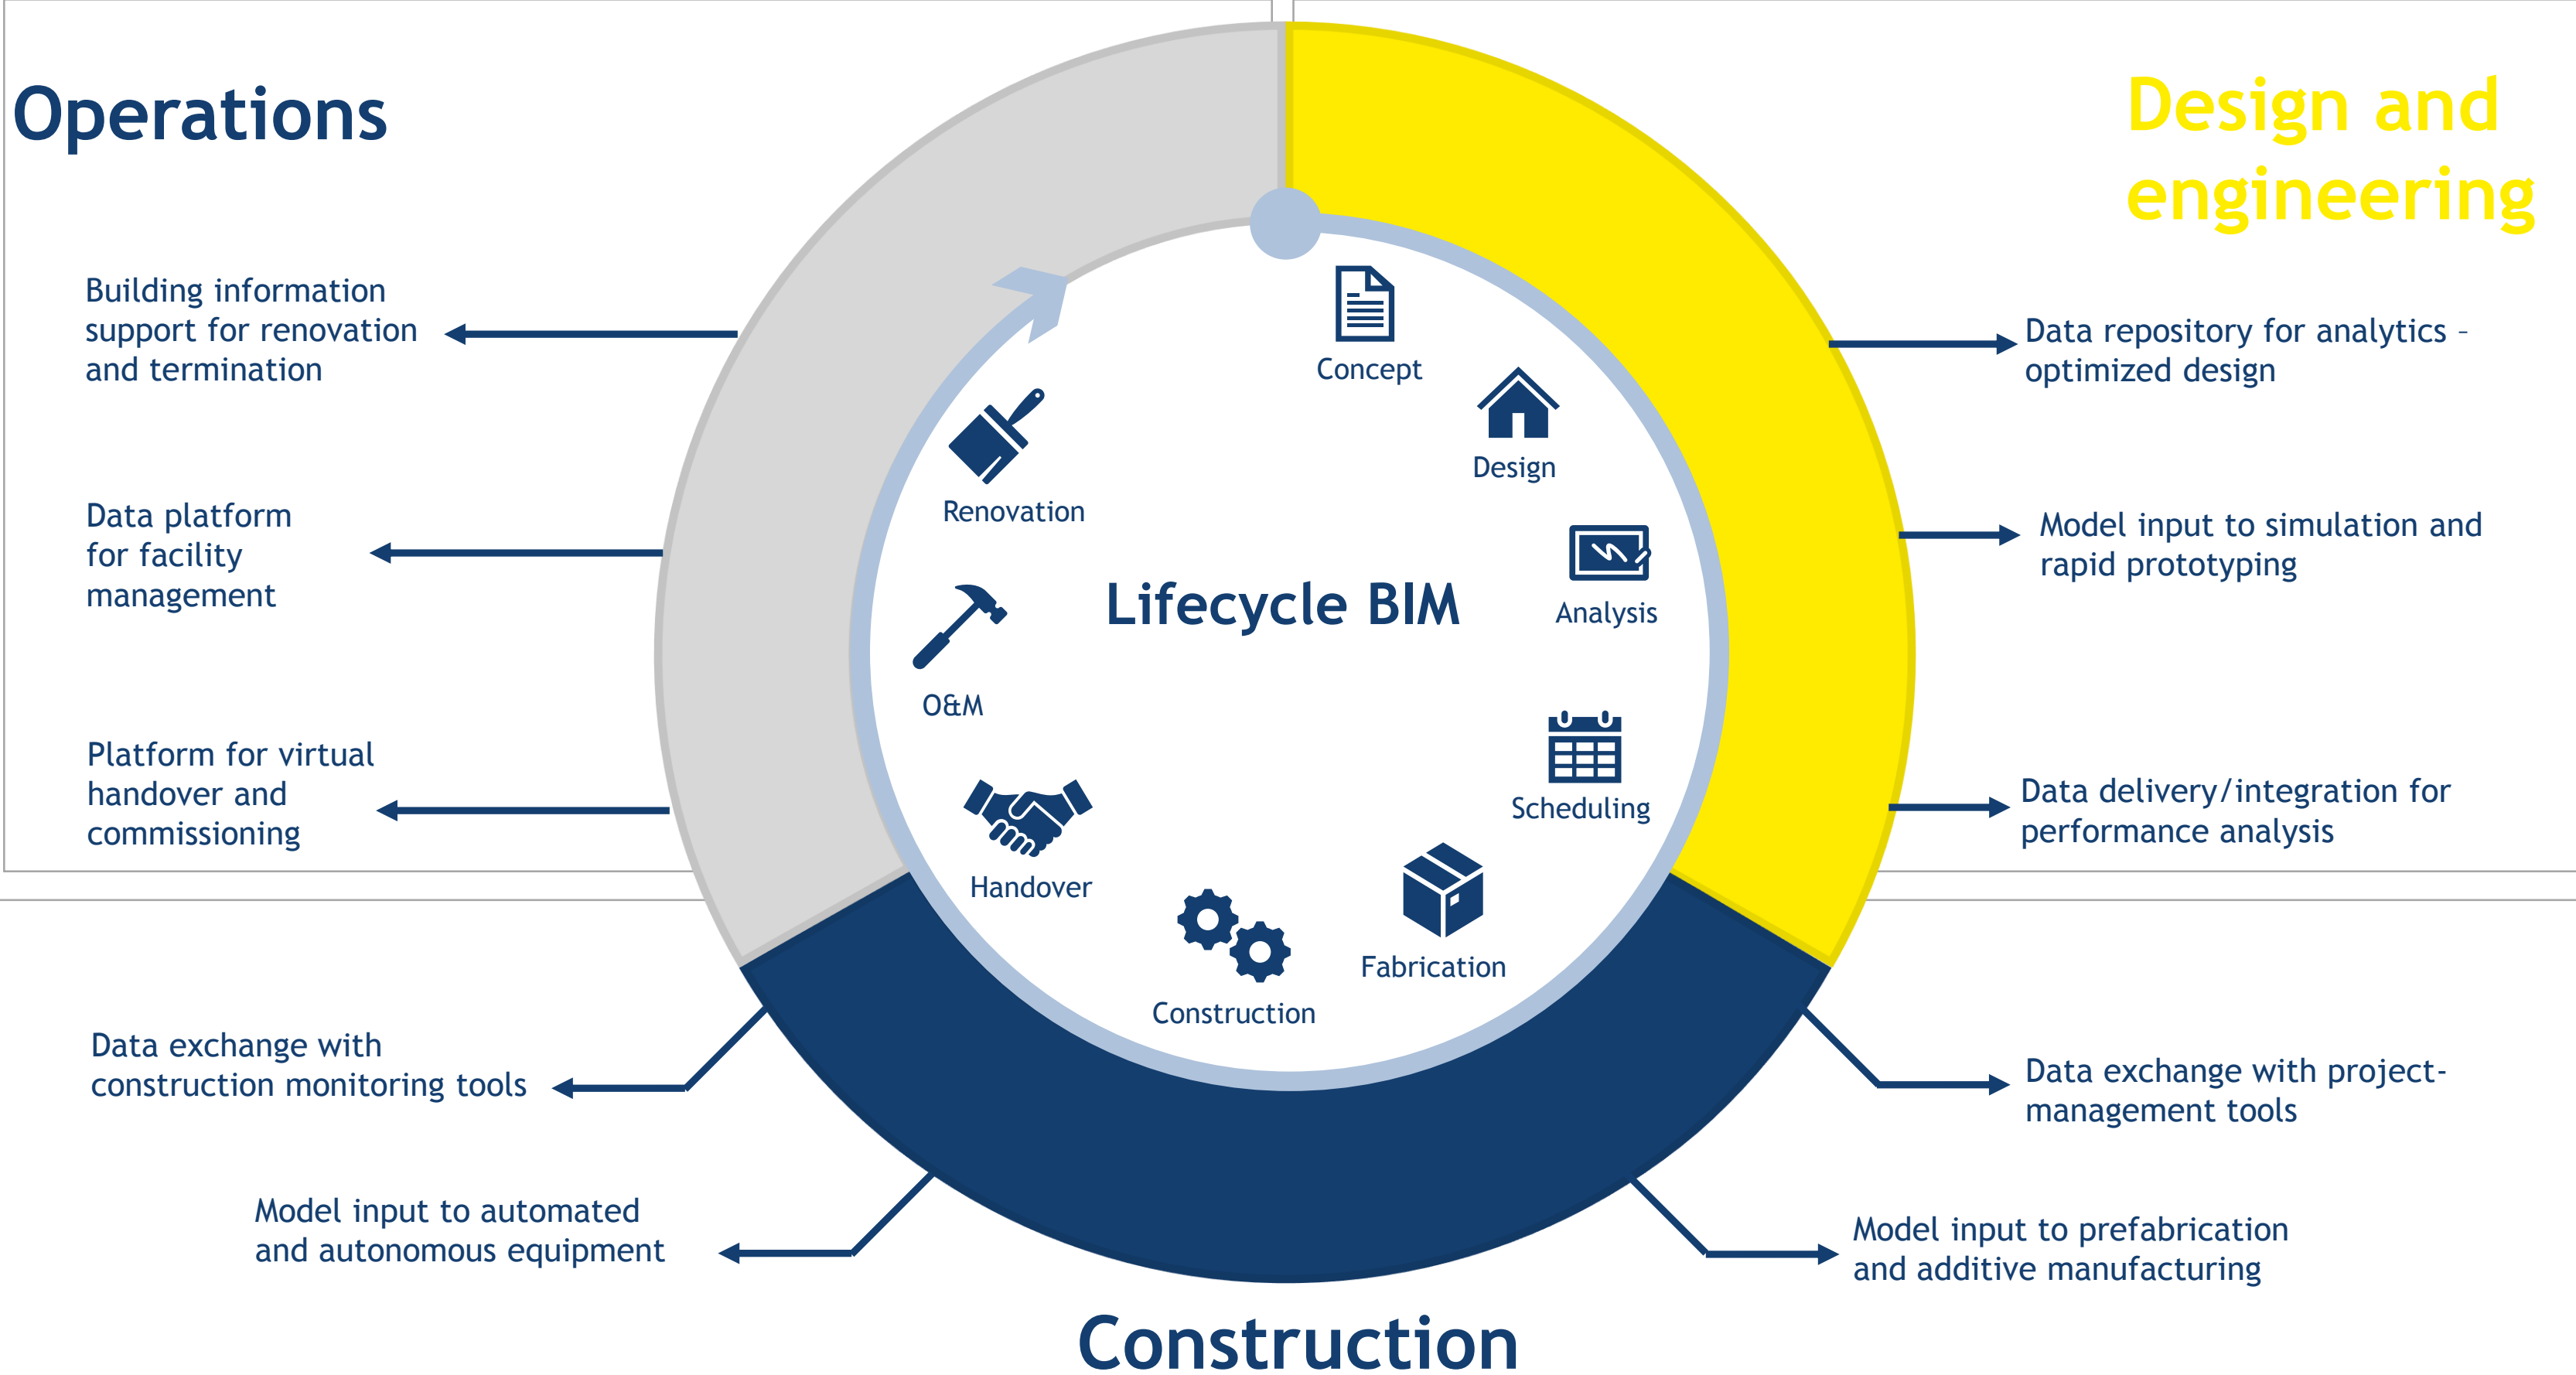 Operations
Design and
engineering
Building information
support for renovation
and termination
Data platform
for facility
management
Platform for virtual
handover and
commissioning
Concept
Design
Analysis
Scheduling
Fabrication
Construction
Handover
O&M
Renovation
Lifecycle BIM
Data repository for analytics –
optimized design
Model input to simulation and
rapid prototyping
Data delivery/integration for
performance analysis
Data exchange with
construction monitoring tools
Model input to automated
and autonomous equipment
Data exchange with project-
management tools
Model input to prefabrication
and additive manufacturing
Construction